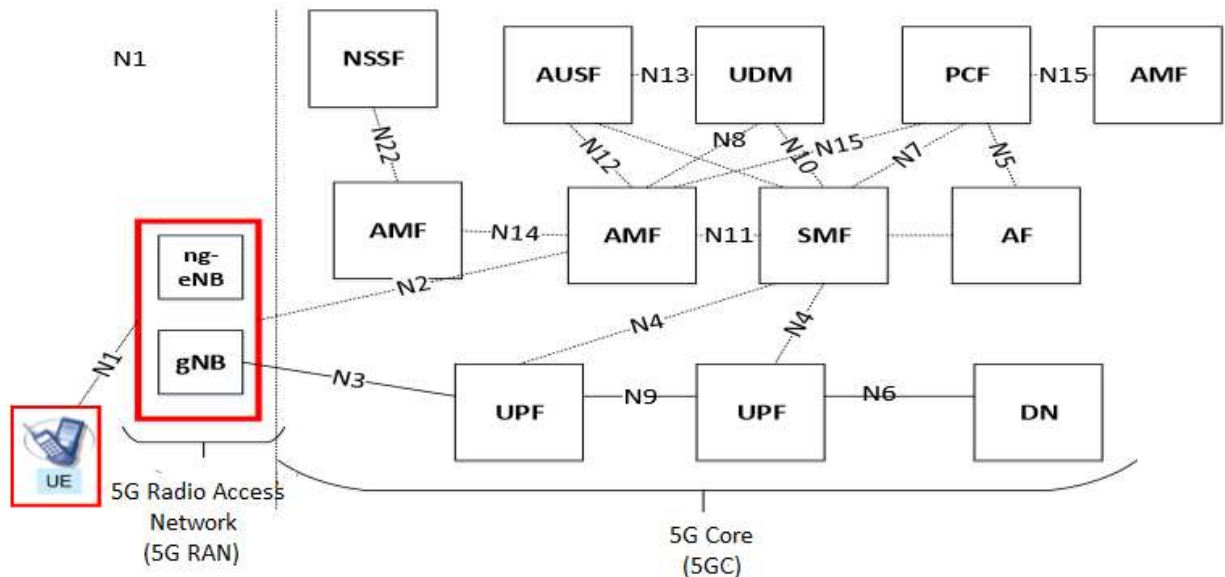 N1
NSSF
AUSF
N13
UDM
PCF
N15
AMF
N22
N12
N8
N10
N15
N7
N5
AMF
N14
AMF
N11
SMF
AF
ng-
eNB
N2
N4
N4
N1
gNB
N3
UPF
N9
UPF
N6
DN
UE
5G Radio Access
Network
(5G RAN)
5G Core
(5GC)